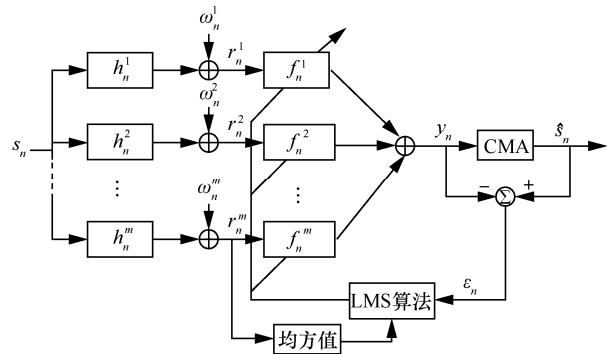 ω_n^1
h_n^1
r_n^1
f_n^1
ω_n^2
s_n
h_n^2
r_n^2
f_n^2
y_n
CMA
ŝ_n
− Σ +
⋮
⋮
ω_n^m
h_n^m
r_n^m
f_n^m
LMS算法
ε_n
均方值